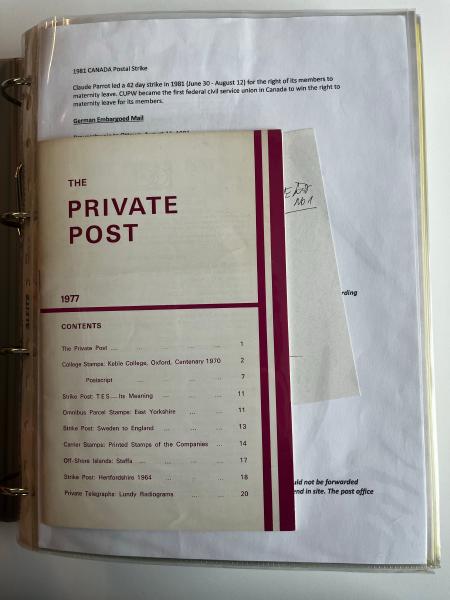 1981 CANADA Postal Strike
Claude Parrot led a 42 day strike in 1981 (June 30 - August 12) for the right of its members to
maternity leave. CUPW became the first federal civil service union in Canada to win the right to
maternity leave for its members.
German Embargoed Mail
THE
PRIVATE
POST
1977
CONTENTS
The Private Post .... ... ... ... ... 1
College Stamps: Keble College, Oxford, Centenary 1970 2
Postscript ... ... ... 7
Strike Post: T.E.S.... Its Meaning ... ... 11
Omnibus Parcel Stamps: East Yorkshire ... ... 11
Strike Post: Sweden to England ... ... 13
Carrier Stamps: Printed Stamps of the Companies ... 14
Off-Shore Islands: Staffa ... ... ... 17
Strike Post: Hertfordshire 1964 ... ... 18
Private Telegraphs: Lundy Radiograms ... ... 20
No 1
rding
uld not be forwarded
end in site. The post office